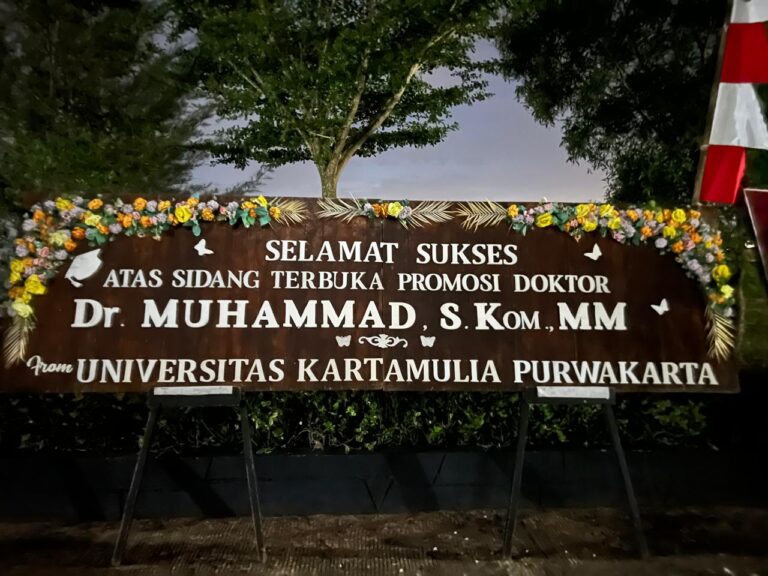 SELAMAT SUKSES
ATAS SIDANG TERBUKA PROMOSI DOKTOR
Dr. MUHAMMAD, S.KOM., MM
From UNIVERSITAS KARTAMULIA PURWAKARTA